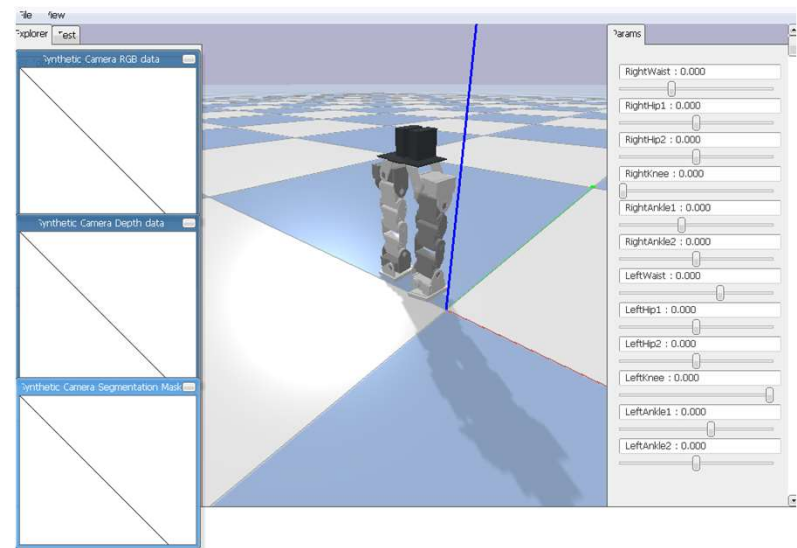 File View
Explorer Test
Synthetic Camera RGB data
Synthetic Camera Depth data
Synthetic Camera Segmentation Mask
Params
RightWaist : 0.000
RightHip1 : 0.000
RightHip2 : 0.000
RightKnee : 0.000
RightAnkle1 : 0.000
RightAnkle2 : 0.000
LeftWaist : 0.000
LeftHip1 : 0.000
LeftHip2 : 0.000
LeftKnee : 0.000
LeftAnkle1 : 0.000
LeftAnkle2 : 0.000